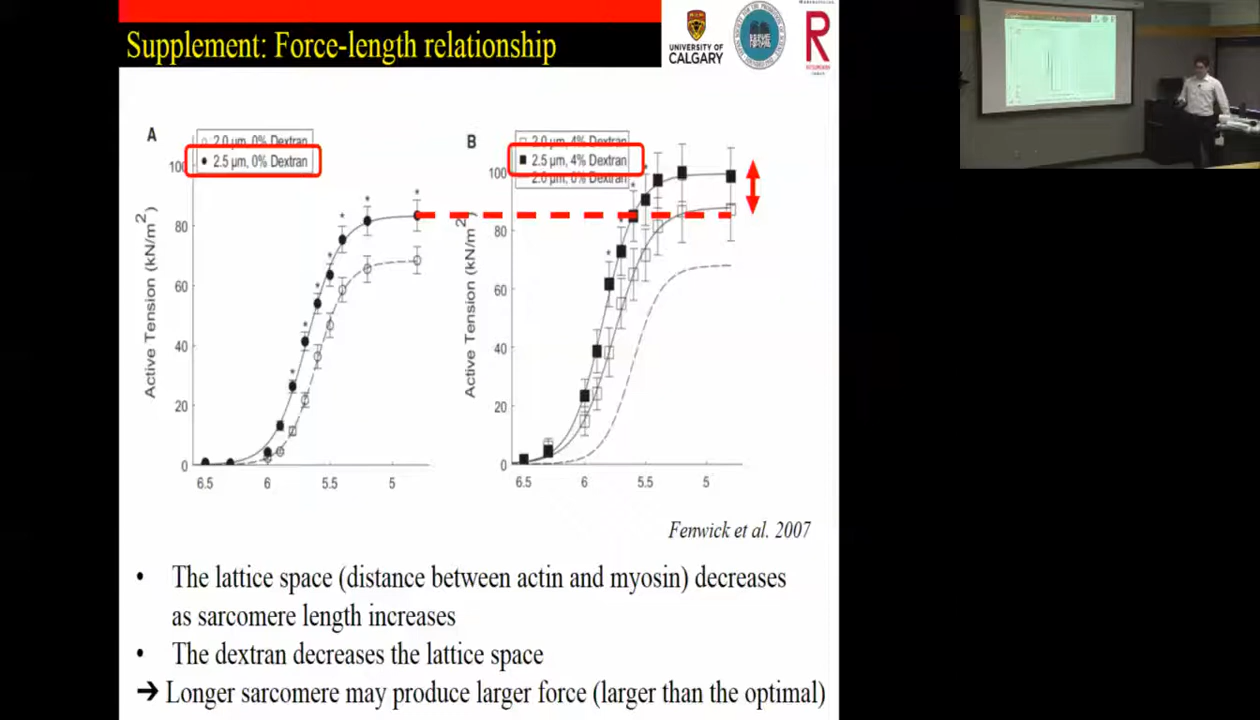 Supplement: Force-length relationship
UNIVERSITY OF
CALGARY
R
A
2.0 μm, 0% Dextran
2.5 μm, 0% Dextran
100
80
60
40
20
0
Active Tension (kN/m²)
6.5 6 5.5 5
B
2.0 μm, 4% Dextran
2.5 μm, 4% Dextran
2.0 μm, 0% Dextran
100
80
60
40
20
0
Active Tension (kN/m²)
6.5 6 5.5 5
Fenwick et al. 2007
• The lattice space (distance between actin and myosin) decreases
as sarcomere length increases
• The dextran decreases the lattice space
➔ Longer sarcomere may produce larger force (larger than the optimal)